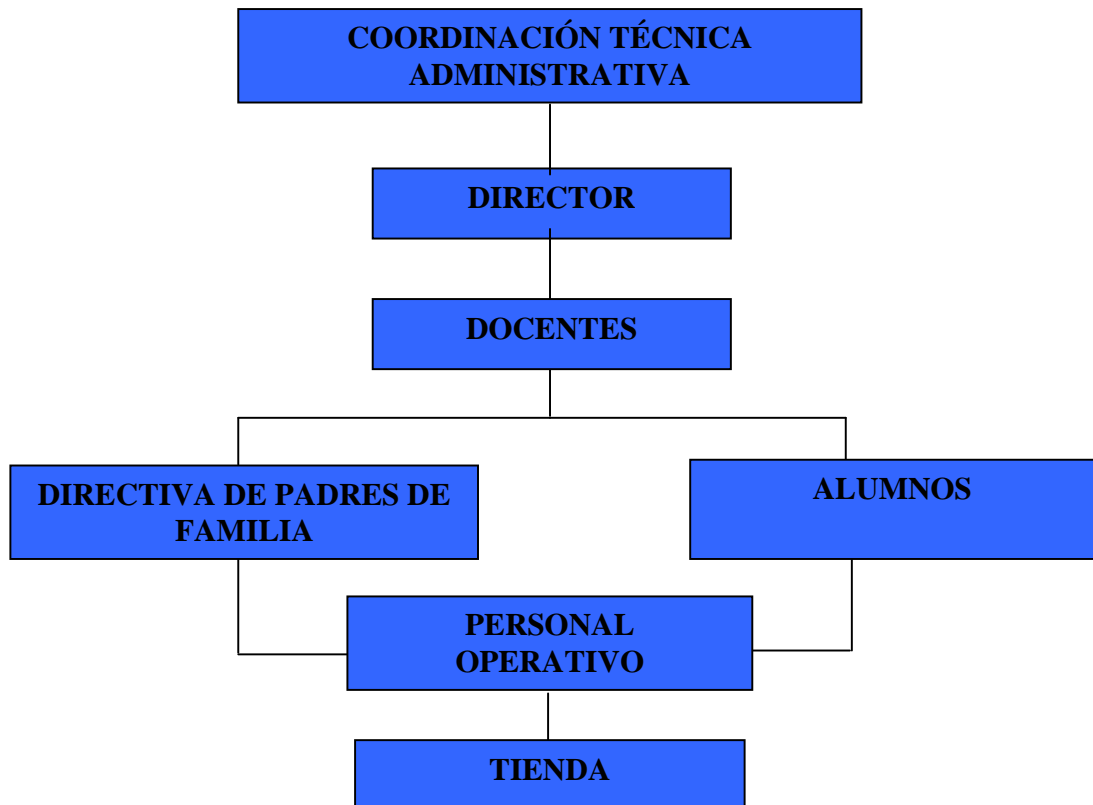 COORDINACIÓN TÉCNICA
ADMINISTRATIVA
DIRECTOR
DOCENTES
DIRECTIVA DE PADRES DE
FAMILIA
ALUMNOS
PERSONAL
OPERATIVO
TIENDA